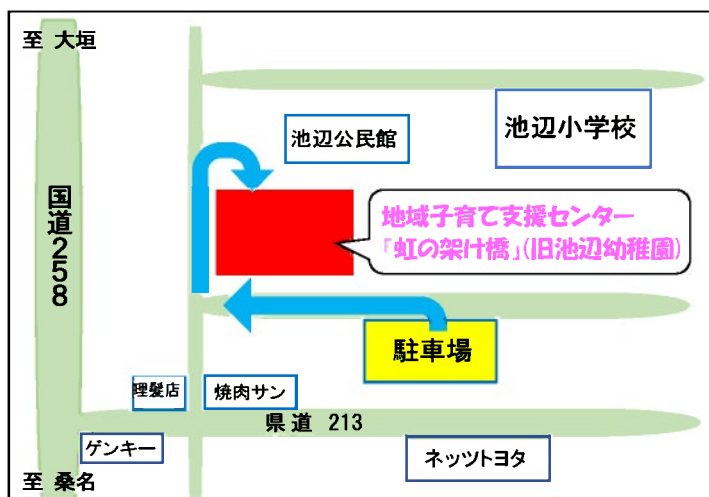 至 大垣
池辺公民館
池辺小学校
国道258
地域子育て支援センター
「虹の架け橋」(旧池辺幼稚園)
駐車場
理髪店
焼肉サン
県道 213
ゲンキー
ネッツトヨタ
至 桑名